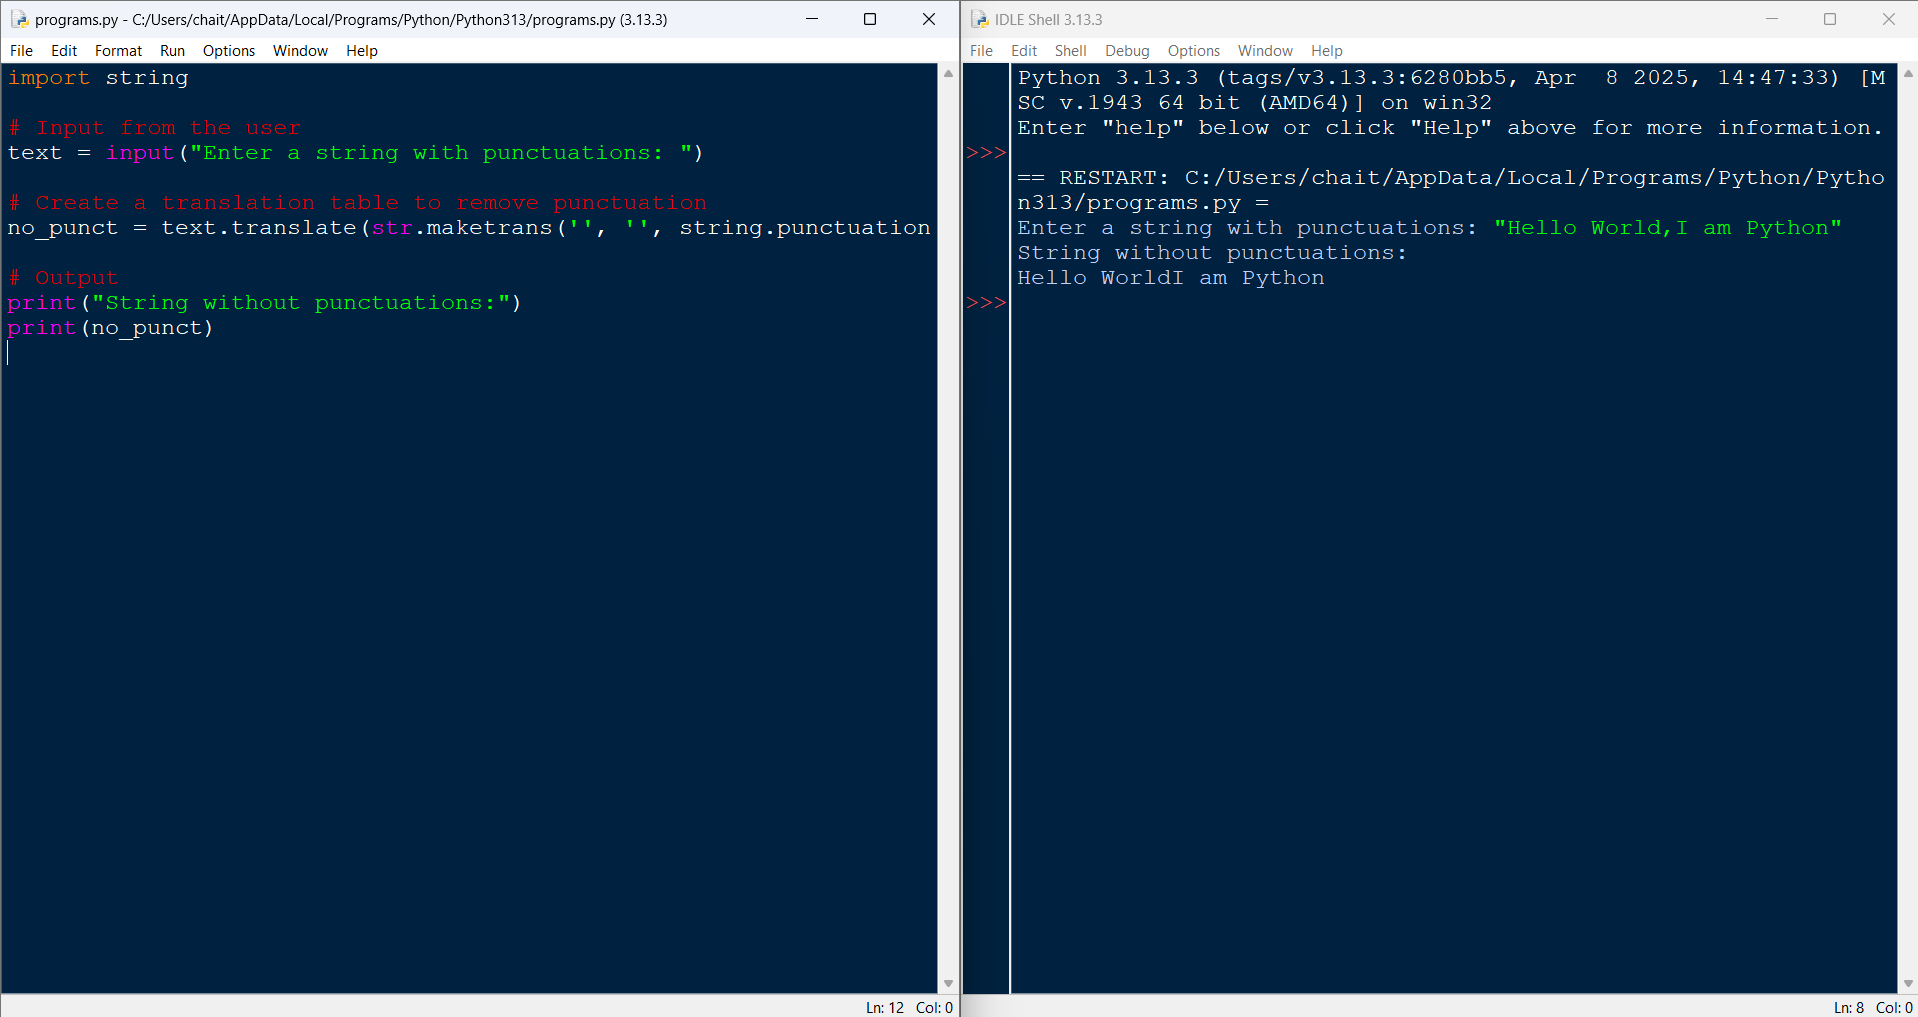 programs.py - C:/Users/chait/AppData/Local/Programs/Python/Python313/programs.py (3.13.3)
File Edit Format Run Options Window Help
import string
# Input from the user
text = input("Enter a string with punctuations: ")
# Create a translation table to remove punctuation
no_punct = text.translate(str.maketrans('', '', string.punctuation
# Output
print("String without punctuations:")
print(no_punct)
Ln: 12 Col: 0
IDLE Shell 3.13.3
File Edit Shell Debug Options Window Help
Python 3.13.3 (tags/v3.13.3:6280bb5, Apr  8 2025, 14:47:33) [M
SC v.1943 64 bit (AMD64)] on win32
Enter "help" below or click "Help" above for more information.
>>>
== RESTART: C:/Users/chait/AppData/Local/Programs/Python/Pytho
n313/programs.py =
Enter a string with punctuations: "Hello World,I am Python"
String without punctuations:
Hello WorldI am Python
>>>
Ln: 8 Col: 0